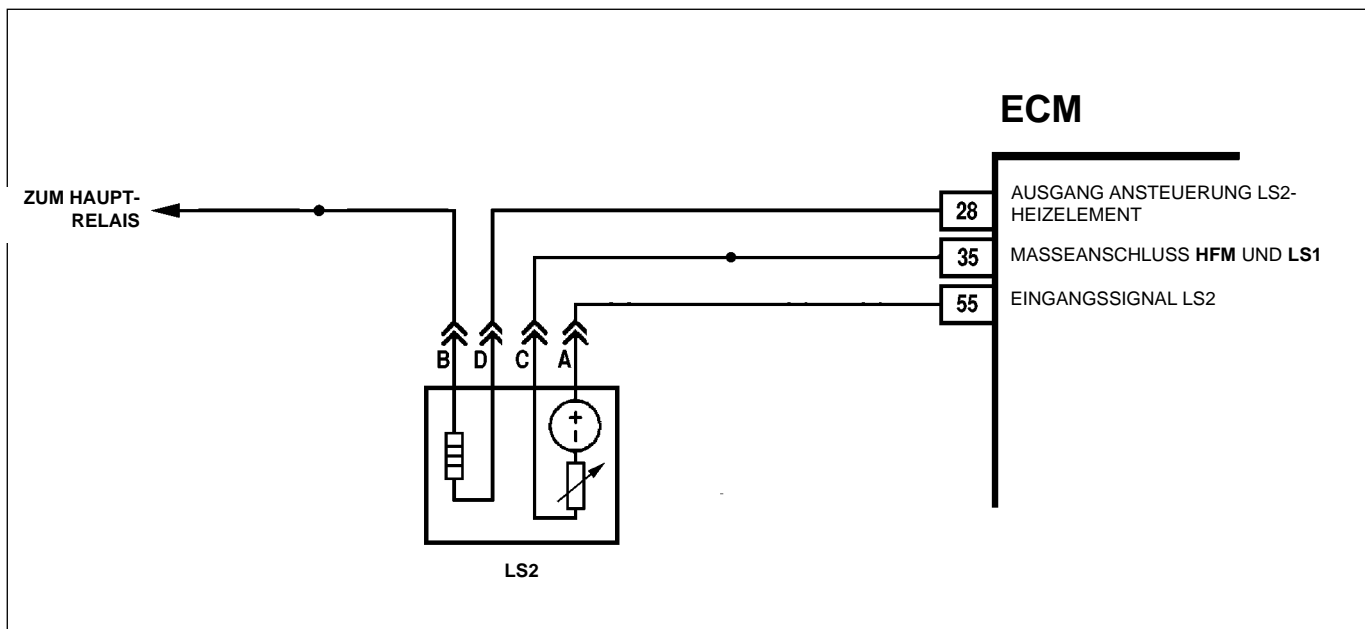 ECM
ZUM HAUPT-
RELAIS
28
AUSGANG ANSTEUERUNG LS2-
HEIZELEMENT
35
MASSEANSCHLUSS HFM UND LS1
55
EINGANGSSIGNAL LS2
B D C A
LS2